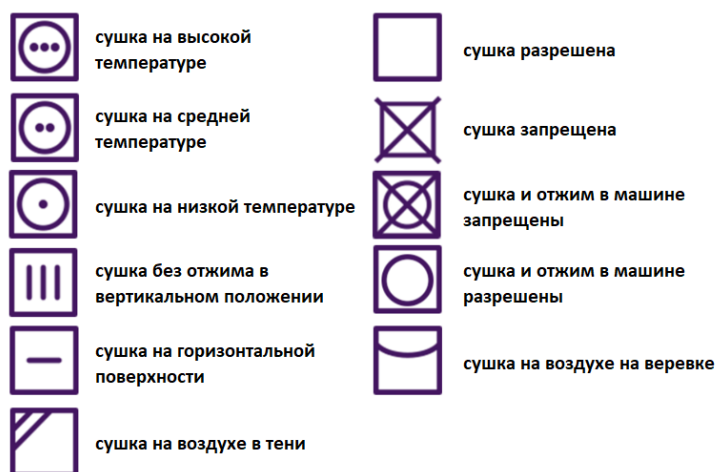 сушка на высокой
температуре
сушка на средней
температуре
сушка на низкой температуре
сушка без отжима в
вертикальном положении
сушка на горизонтальной
поверхности
сушка на воздухе в тени
сушка разрешена
сушка запрещена
сушка и отжим в машине
запрещены
сушка и отжим в машине
разрешены
сушка на воздухе на веревке